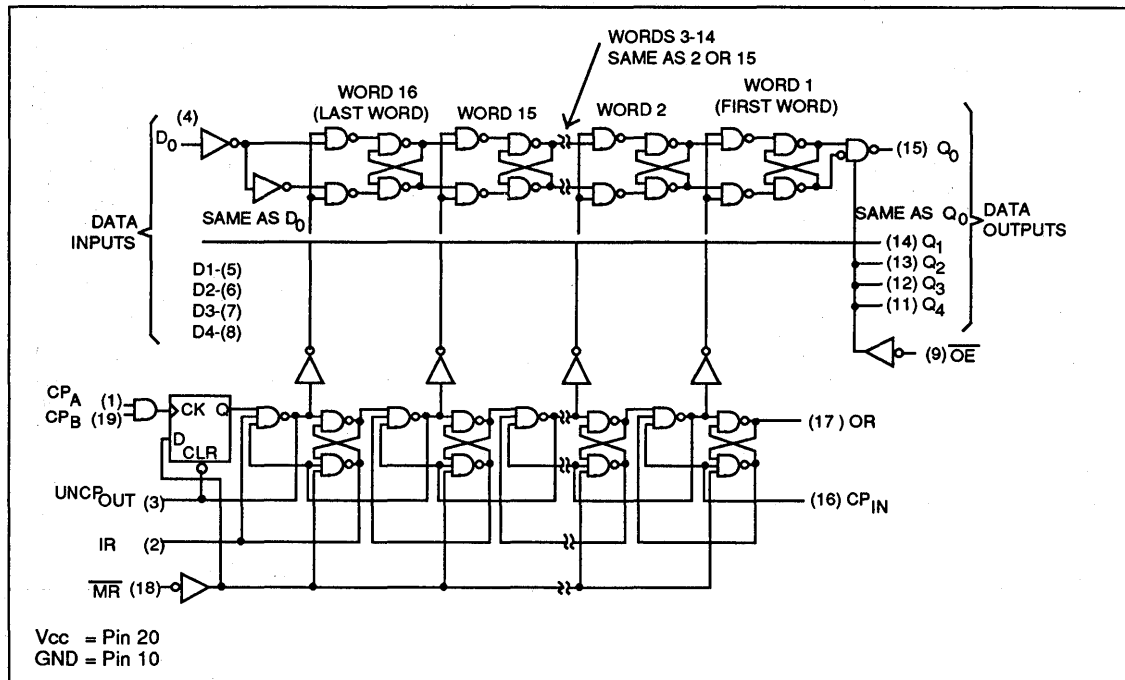 WORDS 3-14
SAME AS 2 OR 15
WORD 16
(LAST WORD)
WORD 15
WORD 2
WORD 1
(FIRST WORD)
D0 (4)
(15) Q0
SAME AS D0
SAME AS Q0
DATA
INPUTS
DATA
OUTPUTS
(14) Q1
(13) Q2
(12) Q3
(11) Q4
D1-(5)
D2-(6)
D3-(7)
D4-(8)
(9) OE
CPA (1)
CPB (19)
CK Q
D
CLR
(17 ) OR
UNCPOUT (3)
(16) CPIN
IR (2)
MR (18)
Vcc = Pin 20
GND = Pin 10